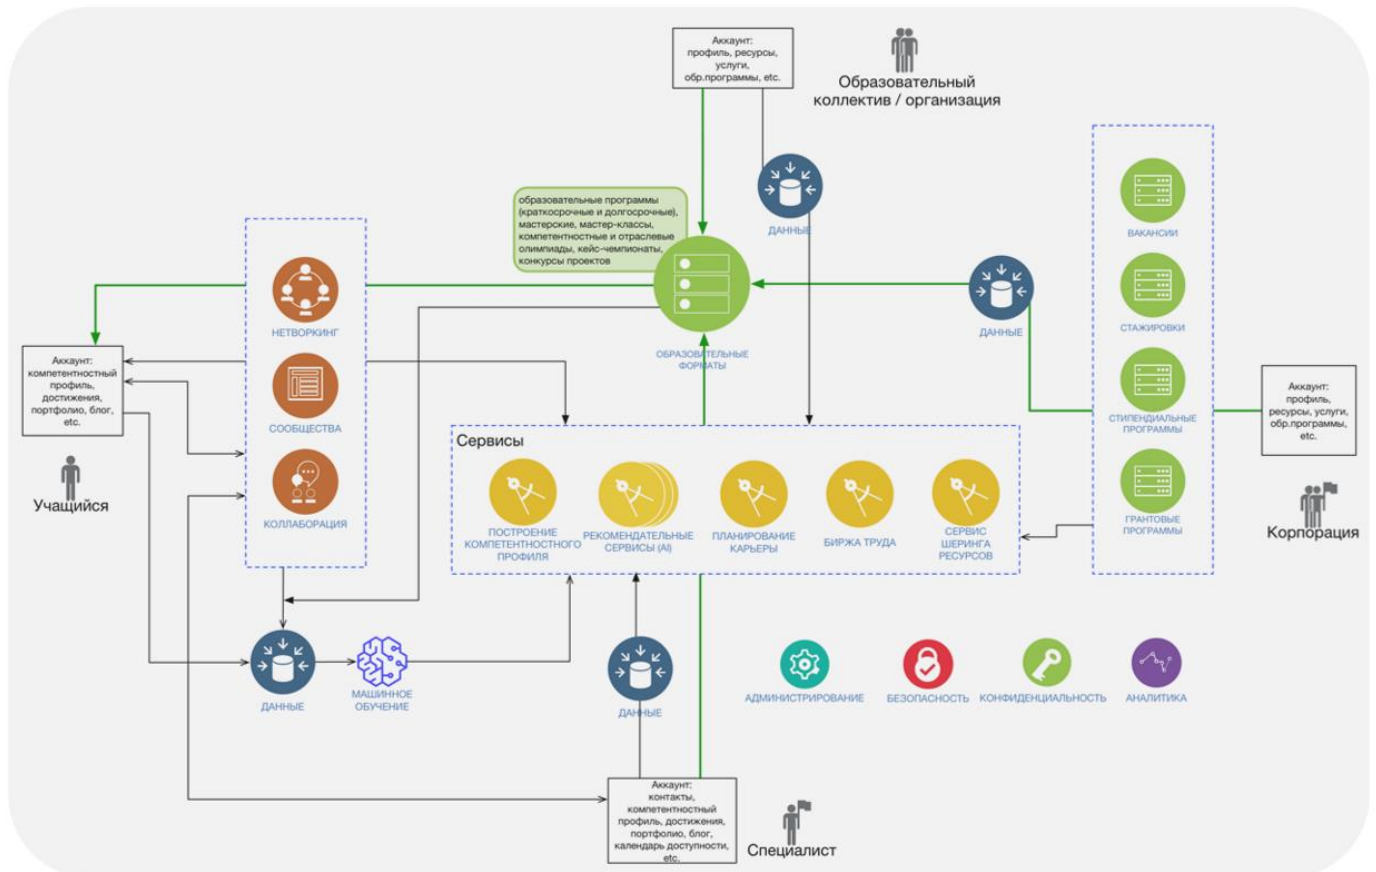 Аккаунт:
профиль, ресурсы,
услуги,
обр.программы, etc.
Образовательный
коллектив / организация
образовательные программы
(краткосрочные и долгосрочные),
мастерские, мастер-классы,
компетентностные и отраслевые
олимпиады, кейс-чемпионаты,
конкурсы проектов
ДАННЫЕ
ВАКАНСИИ
НЕТВОРКИНГ
ДАННЫЕ
СТАЖИРОВКИ
ОБРАЗОВАТЕЛЬНЫЕ
ФОРМАТЫ
Аккаунт:
компетентностный
профиль,
достижения,
портфолио, блог,
etc.
Учащийся
СООБЩЕСТВА
КОЛЛАБОРАЦИЯ
СТИПЕНДИАЛЬНЫЕ
ПРОГРАММЫ
Аккаунт:
профиль,
ресурсы, услуги,
обр.программы,
etc.
Корпорация
ГРАНТОВЫЕ
ПРОГРАММЫ
Сервисы
ПОСТРОЕНИЕ
КОМПЕТЕНТНОСТНОГО
ПРОФИЛЯ
РЕКОМЕНДАТЕЛЬНЫЕ
СЕРВИСЫ (AI)
ПЛАНИРОВАНИЕ
КАРЬЕРЫ
БИРЖА ТРУДА
СЕРВИС
ШЕРИНГА
РЕСУРСОВ
ДАННЫЕ
МАШИННОЕ
ОБУЧЕНИЕ
ДАННЫЕ
АДМИНИСТРИРОВАНИЕ
БЕЗОПАСНОСТЬ
КОНФИДЕНЦИАЛЬНОСТЬ
АНАЛИТИКА
Аккаунт:
контакты,
компетентностный
профиль, достижения,
портфолио, блог,
календарь доступности,
etc.
Специалист